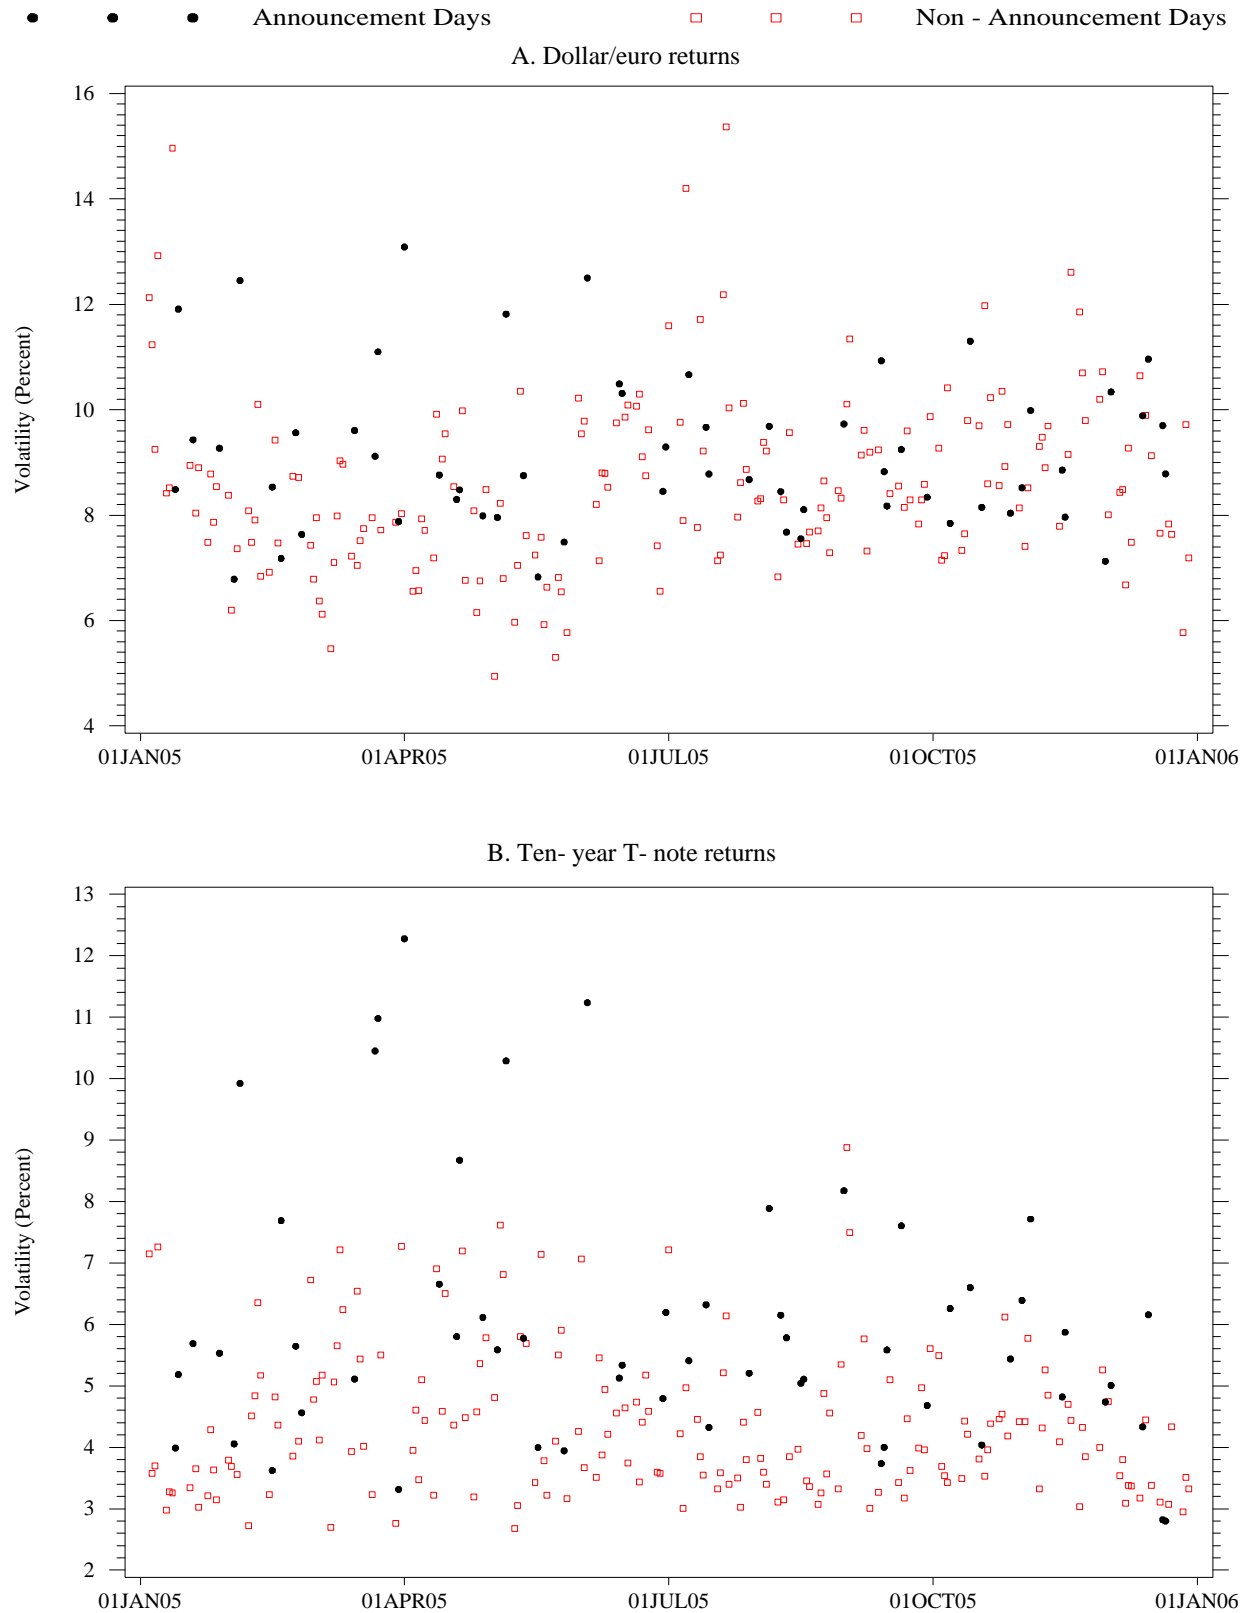 Announcement Days
Non - Announcement Days
A. Dollar/euro returns
16
14
12
10
8
6
4
Volatility (Percent)
01JAN05
01APR05
01JUL05
01OCT05
01JAN06
B. Ten- year T- note returns
13
12
11
10
9
8
7
6
5
4
3
2
Volatility (Percent)
01JAN05
01APR05
01JUL05
01OCT05
01JAN06